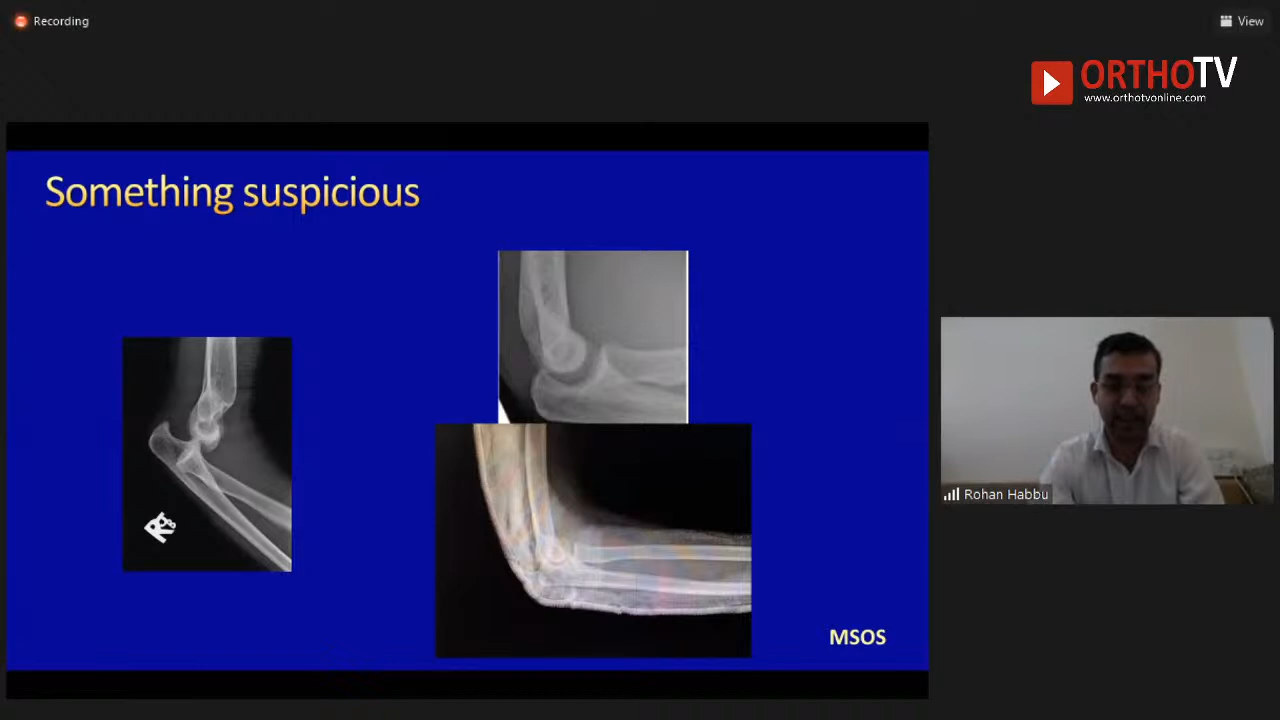 Recording
View
ORTHOTV
www.orthotvonline.com
Something suspicious
Rohan Habbu
MSOS